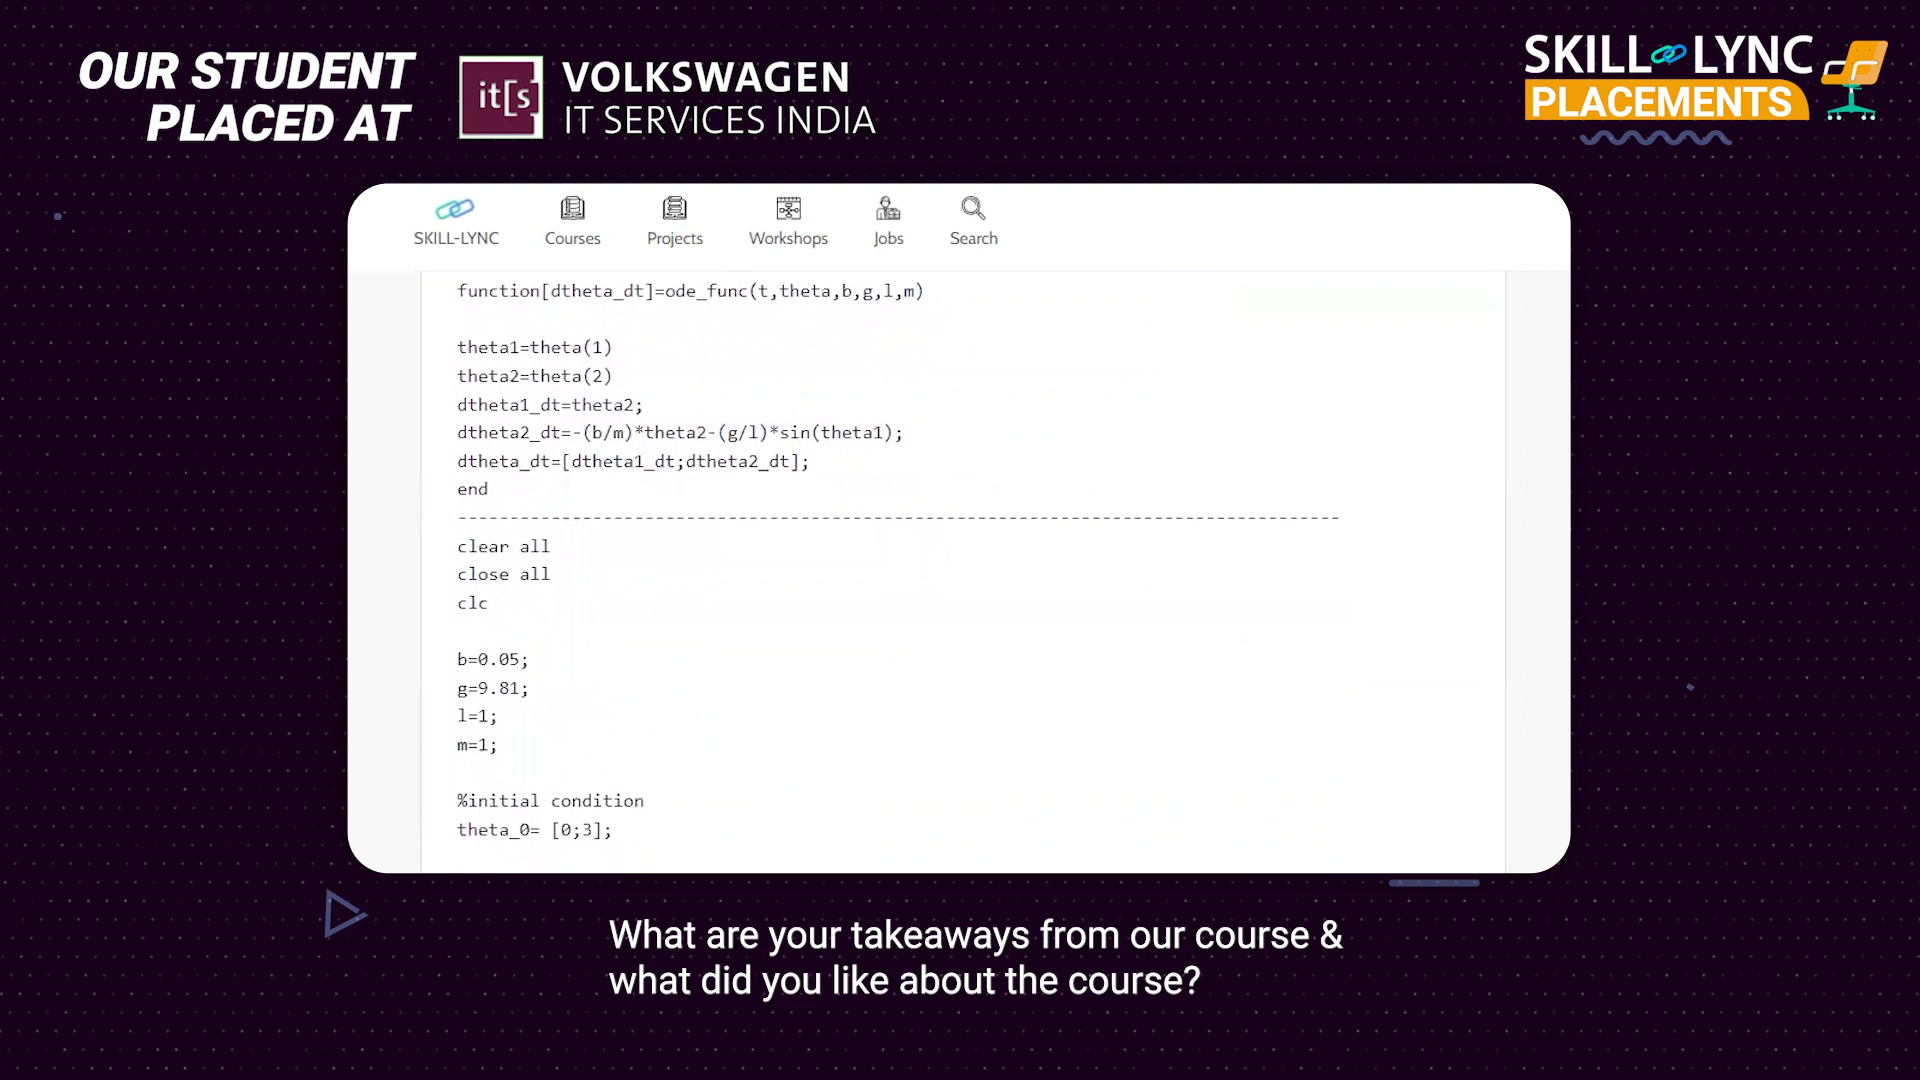 OUR STUDENT
PLACED AT
it[s
VOLKSWAGEN
IT SERVICES INDIA
SKILL LYNC
PLACEMENTS
SKILL-LYNC
Courses
Projects
Workshops
Jobs
Search
function[dtheta_dt]=ode_func(t,theta,b,g,l,m)
theta1=theta(1)
theta2=theta(2)
dtheta1_dt=theta2;
dtheta2_dt=-(b/m)*theta2-(g/l)*sin(theta1);
dtheta_dt=[dtheta1_dt;dtheta2_dt];
end
-------------------------------------------------------------------------------------
clear all
close all
clc
b=0.05;
g=9.81;
l=1;
m=1;
%initial condition
theta_0= [0;3];
What are your takeaways from our course &
what did you like about the course?